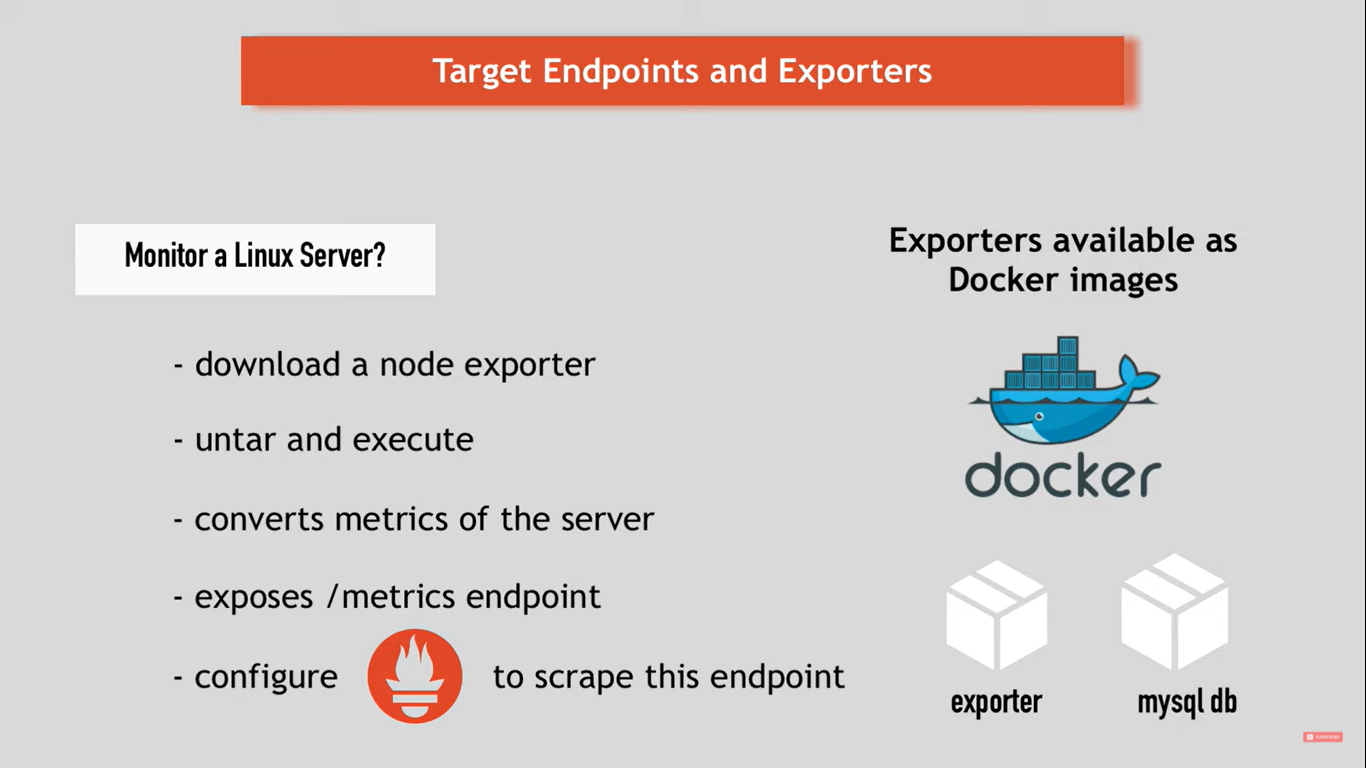 Target Endpoints and Exporters
Monitor a Linux Server?
- download a node exporter
- untar and execute
- converts metrics of the server
- exposes /metrics endpoint
- configure to scrape this endpoint
Exporters available as
Docker images
docker
exporter
mysql db
SUBSCRIBE